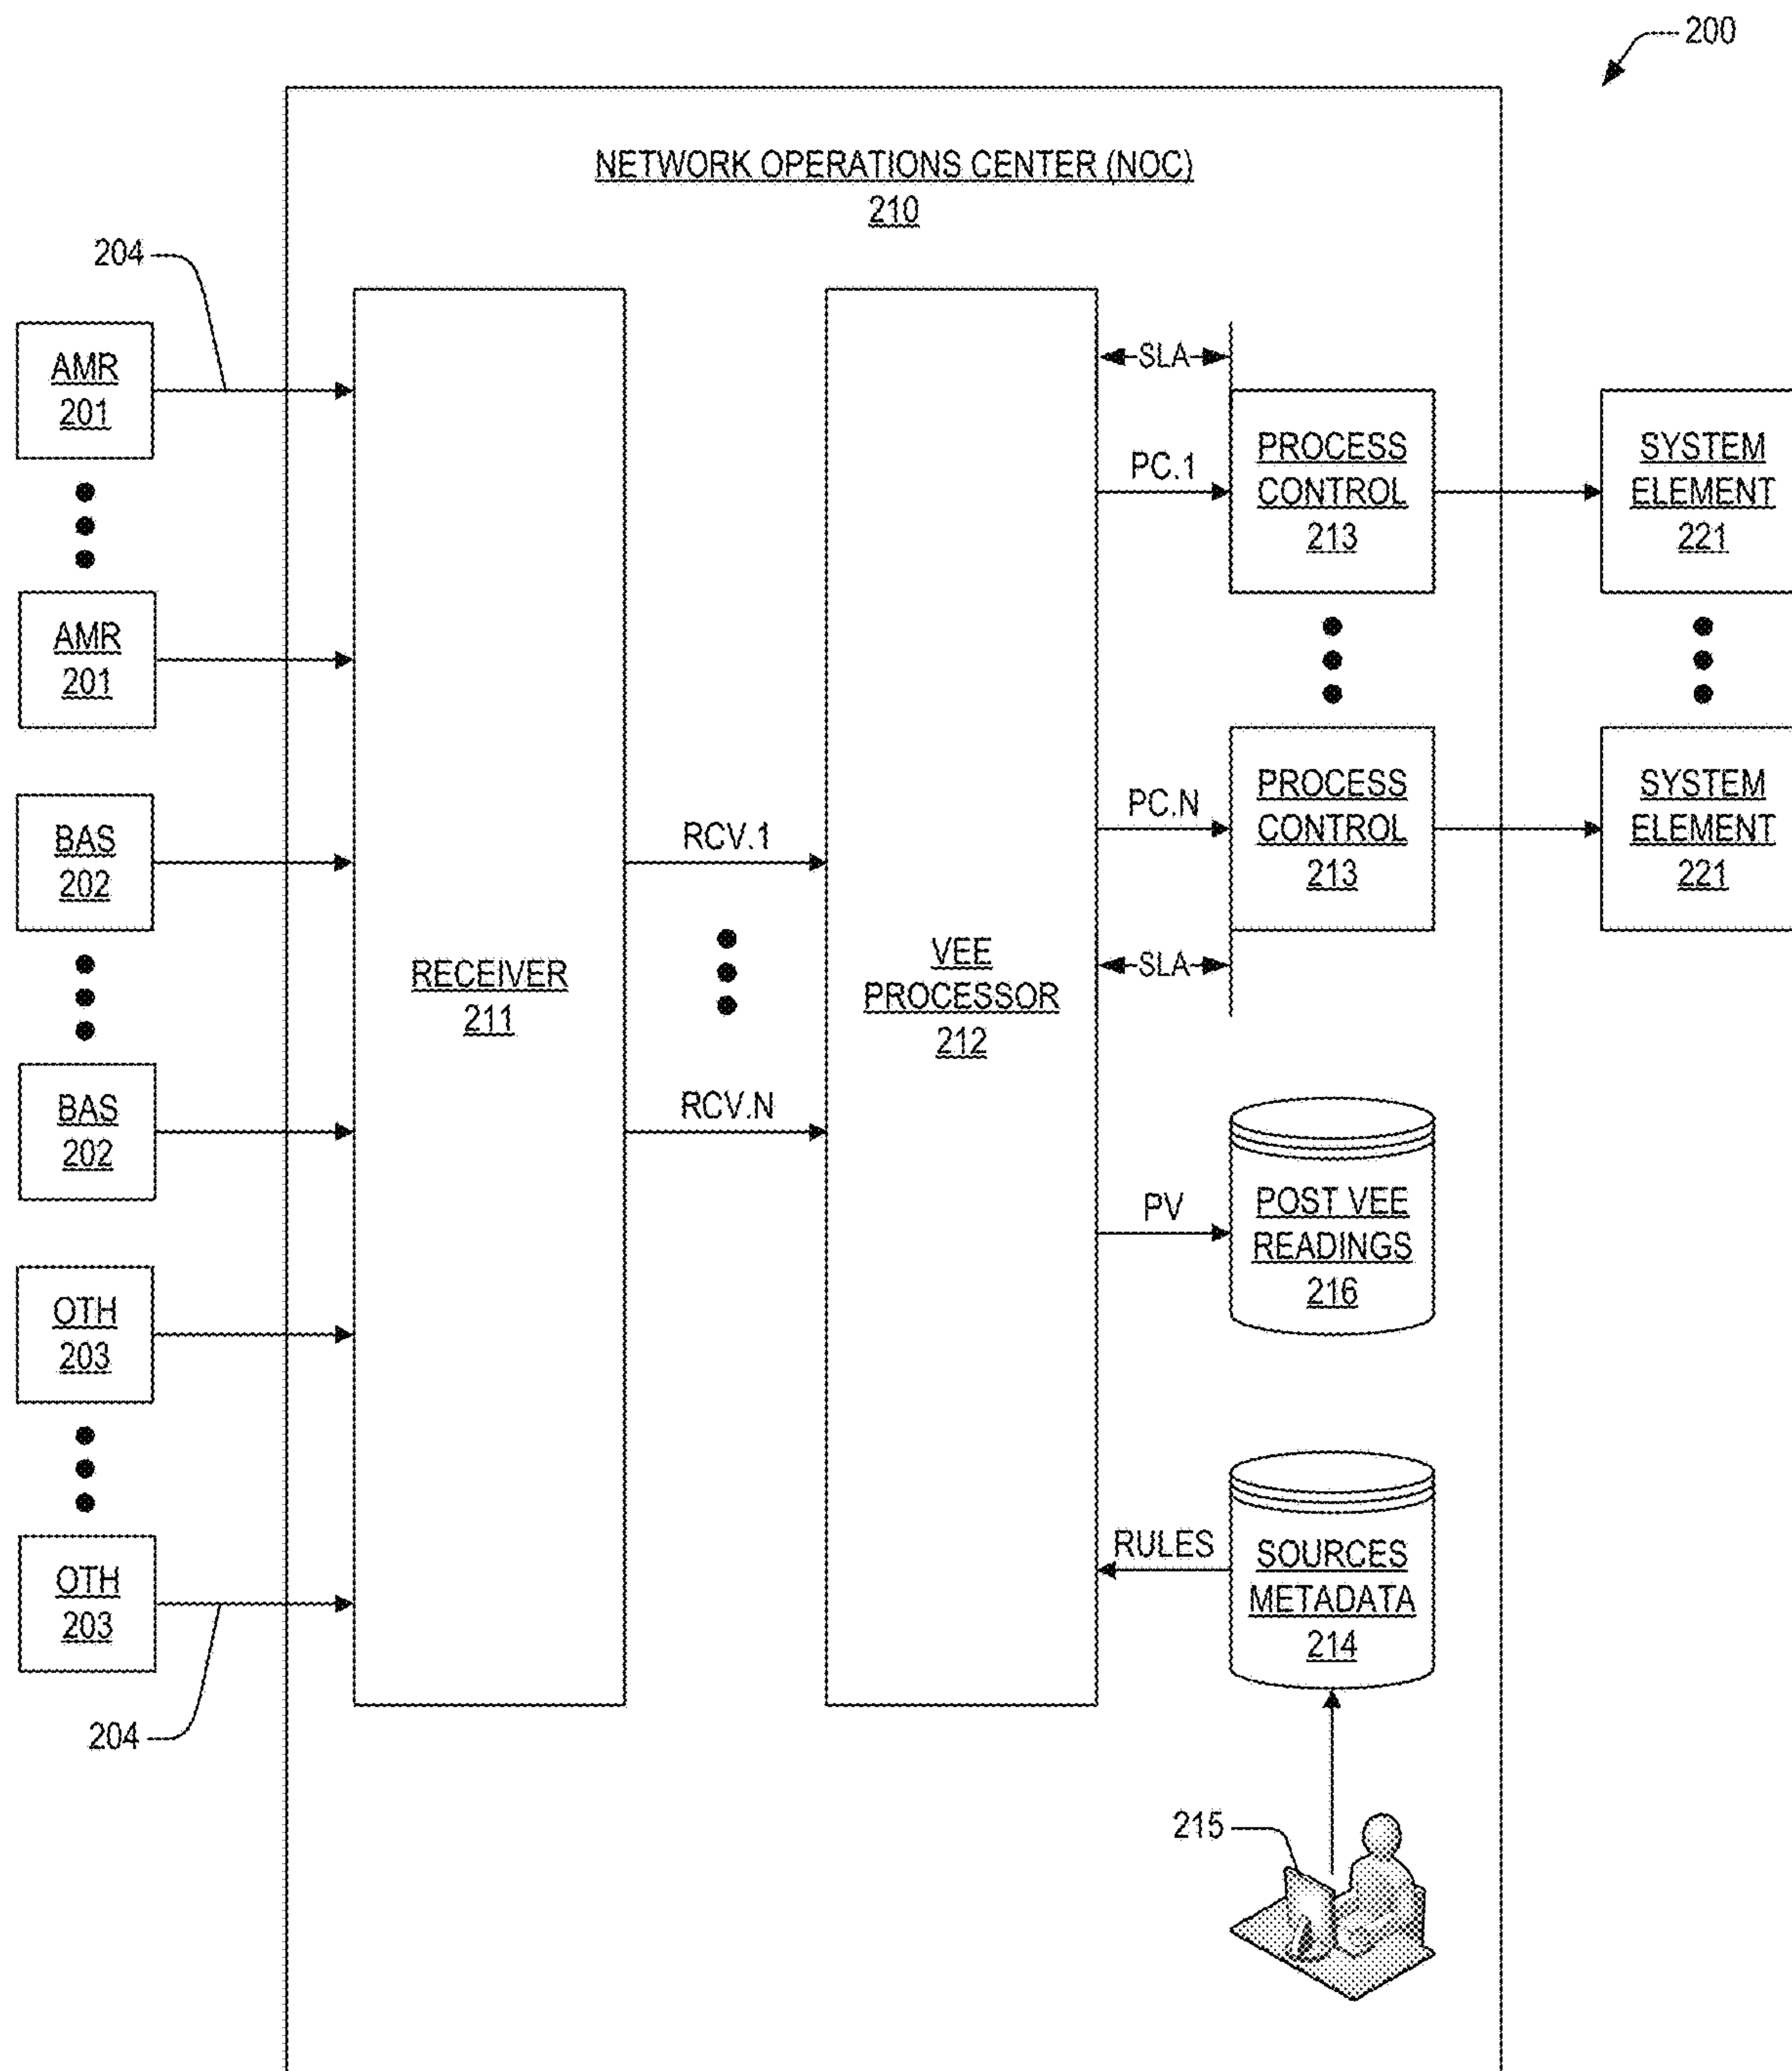 200
NETWORK OPERATIONS CENTER (NOC)
210
204
AMR
201
AMR
201
BAS
202
BAS
202
OTH
203
OTH
203
204
RECEIVER
211
RCV.1
RCV.N
VEE
PROCESSOR
212
SLA
PC.1
PC.N
SLA
PV
RULES
PROCESS
CONTROL
213
PROCESS
CONTROL
213
SYSTEM
ELEMENT
221
SYSTEM
ELEMENT
221
POST VEE
READINGS
216
SOURCES
METADATA
214
215